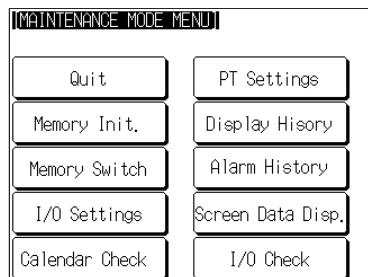 [MAINTENANCE MODE MENU]
Quit
PT Settings
Memory Init.
Display Hisory
Memory Switch
Alarm History
I/O Settings
Screen Data Disp.
Calendar Check
I/O Check